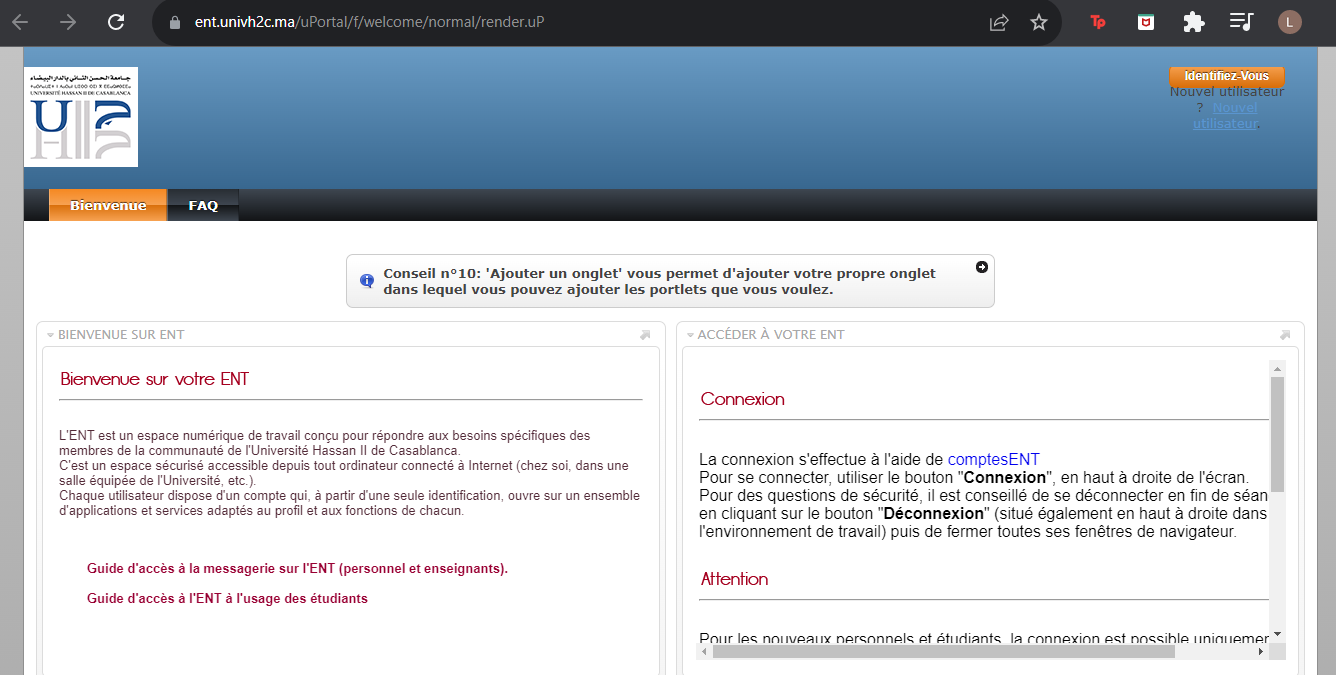 ent.univh2c.ma/uPortal/f/welcome/normal/render.uP
Tp
L
جامعة الحسن الثاني بالدار البيضاء
UNIVERSITÉ HASSAN II DE CASABLANCA
Identifiez-Vous
Nouvel utilisateur
? Nouvel
utilisateur.
Bienvenue
FAQ
Conseil n°10: 'Ajouter un onglet' vous permet d'ajouter votre propre onglet
dans lequel vous pouvez ajouter les portlets que vous voulez.
BIENVENUE SUR ENT
Bienvenue sur votre ENT
L'ENT est un espace numérique de travail conçu pour répondre aux besoins spécifiques des
membres de la communauté de l'Université Hassan II de Casablanca.
C'est un espace sécurisé accessible depuis tout ordinateur connecté à Internet (chez soi, dans une
salle équipée de l'Université, etc.).
Chaque utilisateur dispose d'un compte qui, à partir d'une seule identification, ouvre sur un ensemble
d'applications et services adaptés au profil et aux fonctions de chacun.
Guide d'accès à la messagerie sur l'ENT (personnel et enseignants).
Guide d'accès à l'ENT à l'usage des étudiants
ACCÉDER À VOTRE ENT
Connexion
La connexion s'effectue à l'aide de comptesENT
Pour se connecter, utiliser le bouton "Connexion", en haut à droite de l'écran.
Pour des questions de sécurité, il est conseillé de se déconnecter en fin de séan
en cliquant sur le bouton "Déconnexion" (situé également en haut à droite dans
l'environnement de travail) puis de fermer toutes ses fenêtres de navigateur.
Attention
Pour les nouveaux personnels et étudiants, la connexion est possible uniquemer